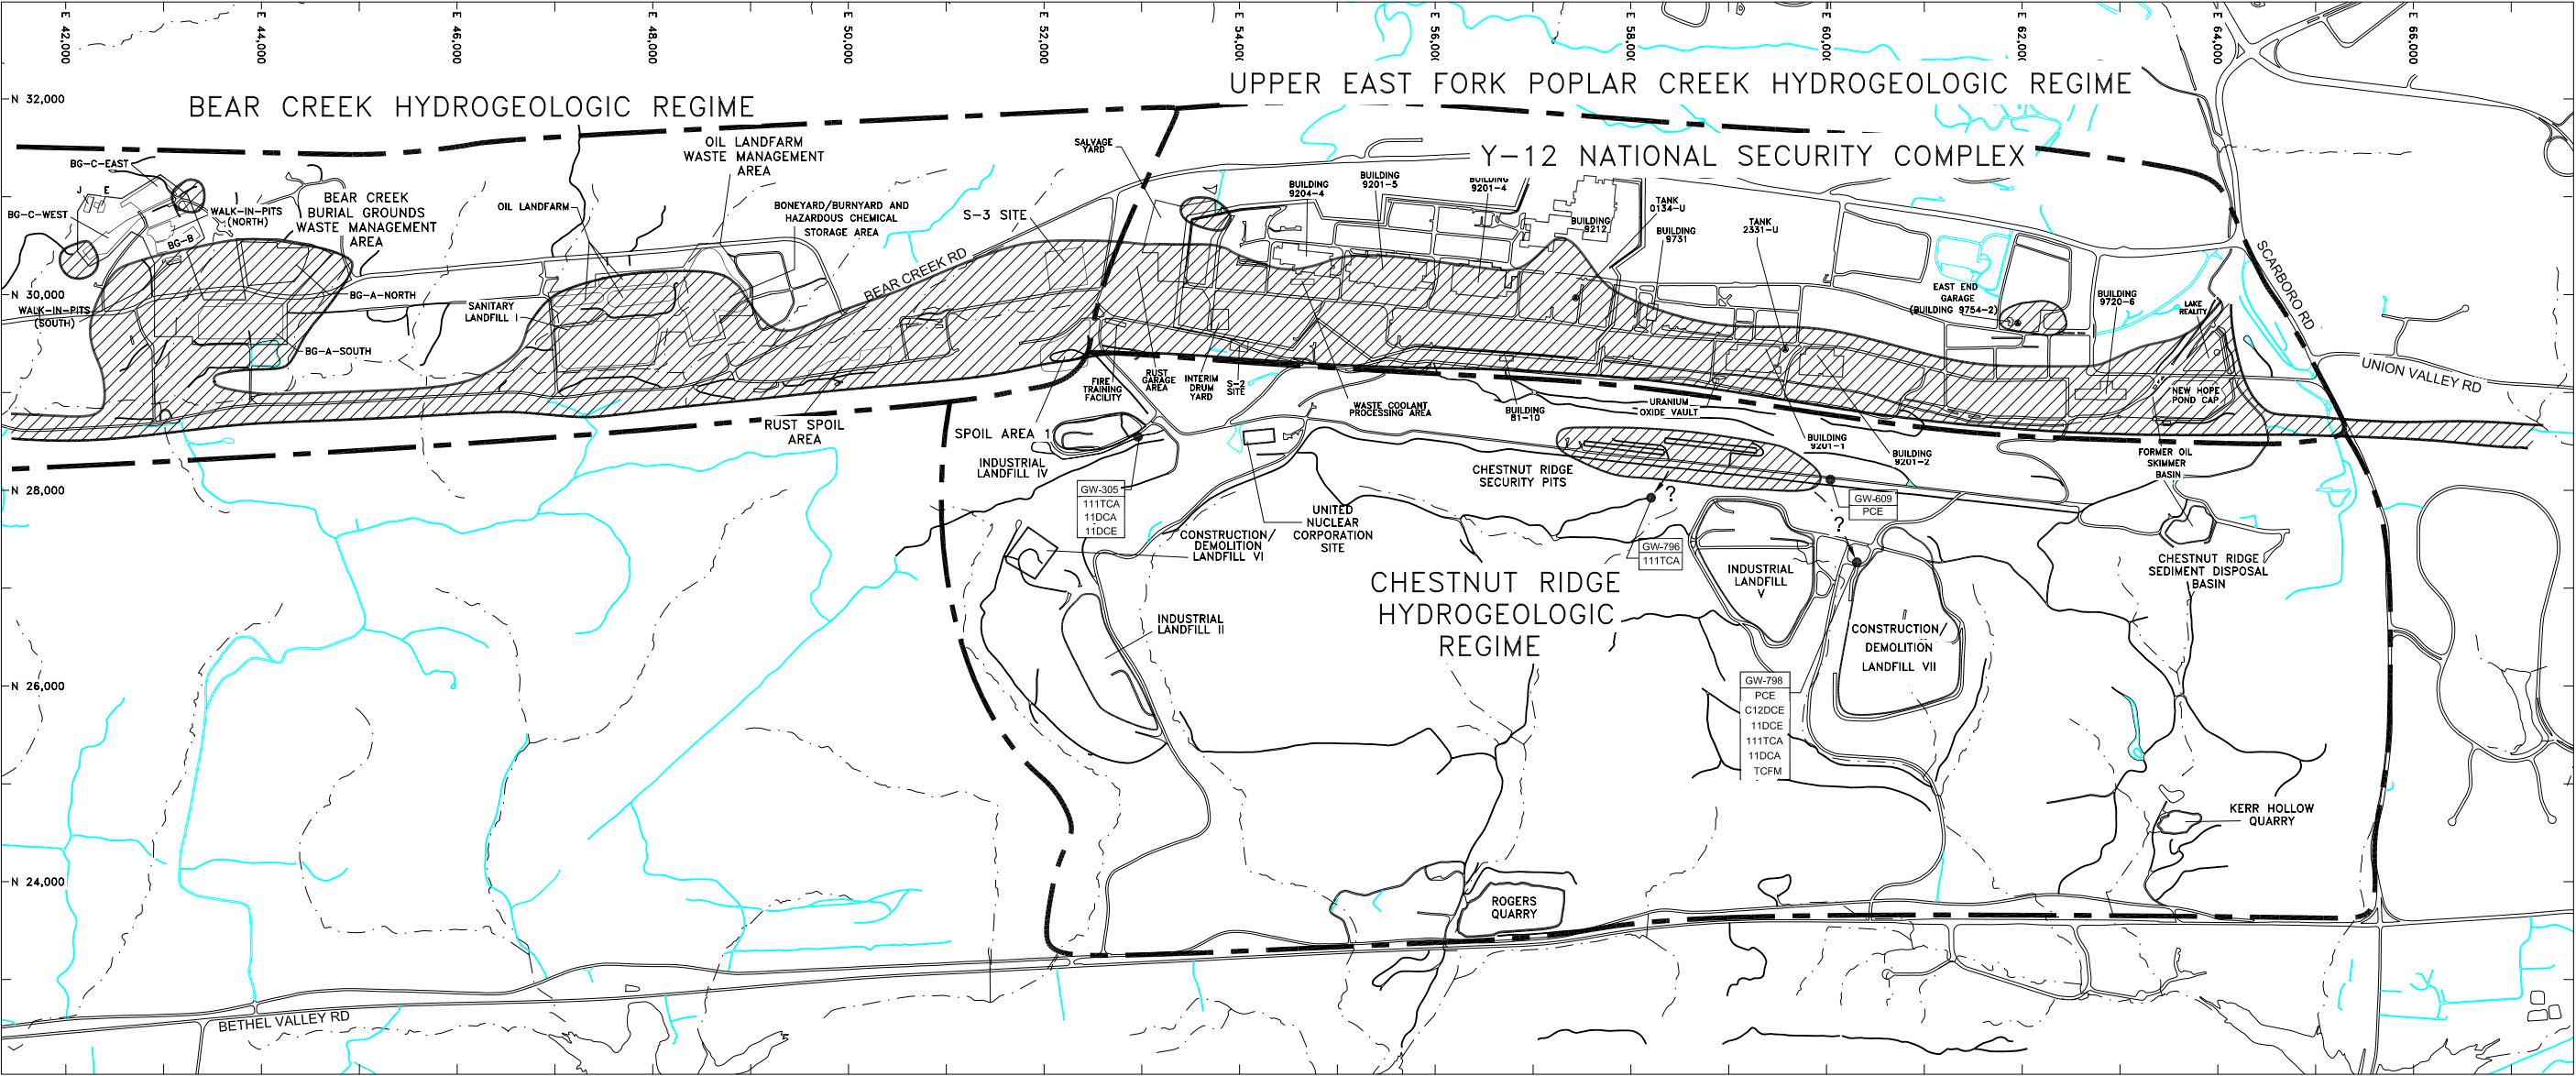 E 42,000
E 44,000
E 46,000
E 48,000
E 50,000
E 52,000
E 54,000
E 56,000
E 58,000
E 60,000
E 62,000
E 64,000
E 66,000
N 32,000
N 30,000
N 28,000
N 26,000
N 24,000
BEAR CREEK HYDROGEOLOGIC REGIME
UPPER EAST FORK POPLAR CREEK HYDROGEOLOGIC REGIME
Y-12 NATIONAL SECURITY COMPLEX
BG-C-EAST
J
E
BG-C-WEST
WALK-IN-PITS
(NORTH)
BG-B
BEAR CREEK
BURIAL GROUNDS
WASTE MANAGEMENT
AREA
WALK-IN-PITS
(SOUTH)
BG-A-NORTH
BG-A-SOUTH
OIL LANDFARM
OIL LANDFARM
WASTE MANAGEMENT
AREA
SANITARY
LANDFILL I
BONEYARD/BURNYARD AND
HAZARDOUS CHEMICAL
STORAGE AREA
BEAR CREEK RD
S-3 SITE
SALVAGE
YARD
BUILDING
9204-4
BUILDING
9201-5
BUILDING
9201-4
BUILDING
9212
TANK
0134-U
BUILDING
9731
TANK
2331-U
EAST END
GARAGE
(BUILDING 9754-2)
BUILDING
9720-6
LAKE
REALITY
SCARBORO RD
UNION VALLEY RD
RUST SPOIL
AREA
FIRE
TRAINING
FACILITY
RUST
GARAGE
AREA
INTERIM
DRUM
YARD
S-2
SITE
WASTE COOLANT
PROCESSING AREA
BUILDING
81-10
URANIUM
OXIDE VAULT
BUILDING
9201-1
BUILDING
9201-2
NEW HOPE
POND CAP
FORMER OIL
SKIMMER
BASIN
SPOIL AREA 1
INDUSTRIAL
LANDFILL IV
GW-305
111TCA
11DCA
11DCE
CONSTRUCTION/
DEMOLITION
LANDFILL VI
UNITED
NUCLEAR
CORPORATION
SITE
CHESTNUT RIDGE
SECURITY PITS
?
GW-796
111TCA
GW-609
PCE
?
INDUSTRIAL
LANDFILL
V
CHESTNUT RIDGE
SEDIMENT DISPOSAL
BASIN
CHESTNUT RIDGE
HYDROGEOLOGIC
REGIME
INDUSTRIAL
LANDFILL II
CONSTRUCTION/
DEMOLITION
LANDFILL VII
GW-798
PCE
C12DCE
11DCE
111TCA
11DCA
TCFM
KERR HOLLOW
QUARRY
ROGERS
QUARRY
BETHEL VALLEY RD